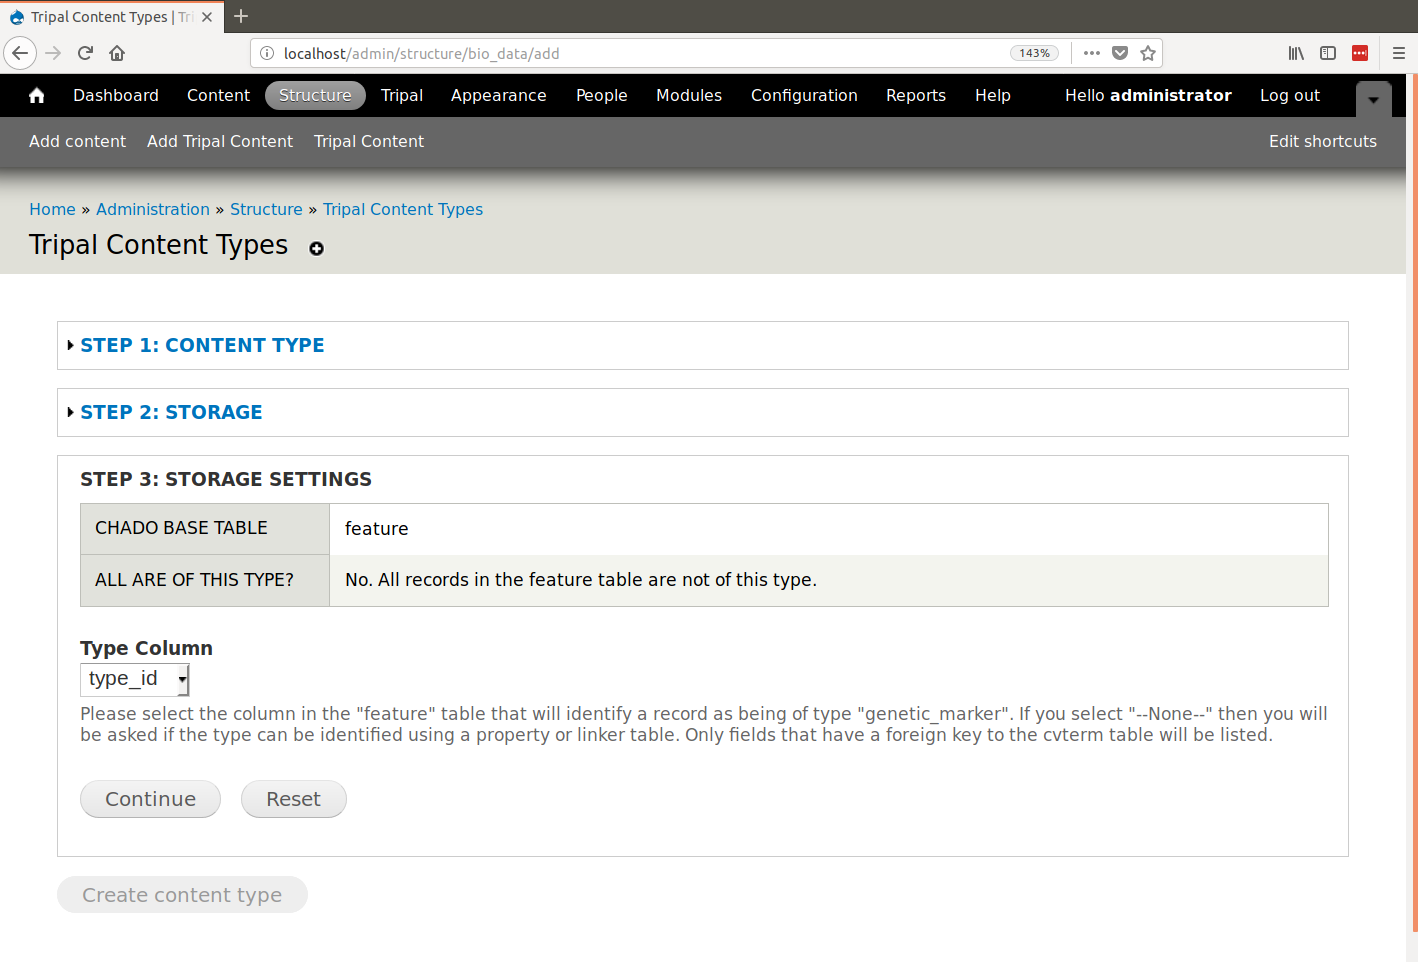 Tripal Content Types | Tri
localhost/admin/structure/bio_data/add
143%
Dashboard Content Structure Tripal Appearance People Modules Configuration Reports Help Hello administrator Log out
Add content Add Tripal Content Tripal Content Edit shortcuts
Home » Administration » Structure » Tripal Content Types
Tripal Content Types
STEP 1: CONTENT TYPE
STEP 2: STORAGE
STEP 3: STORAGE SETTINGS
CHADO BASE TABLE feature
ALL ARE OF THIS TYPE? No. All records in the feature table are not of this type.
Type Column
type_id
Please select the column in the "feature" table that will identify a record as being of type "genetic_marker". If you select "--None--" then you will
be asked if the type can be identified using a property or linker table. Only fields that have a foreign key to the cvterm table will be listed.
Continue Reset
Create content type